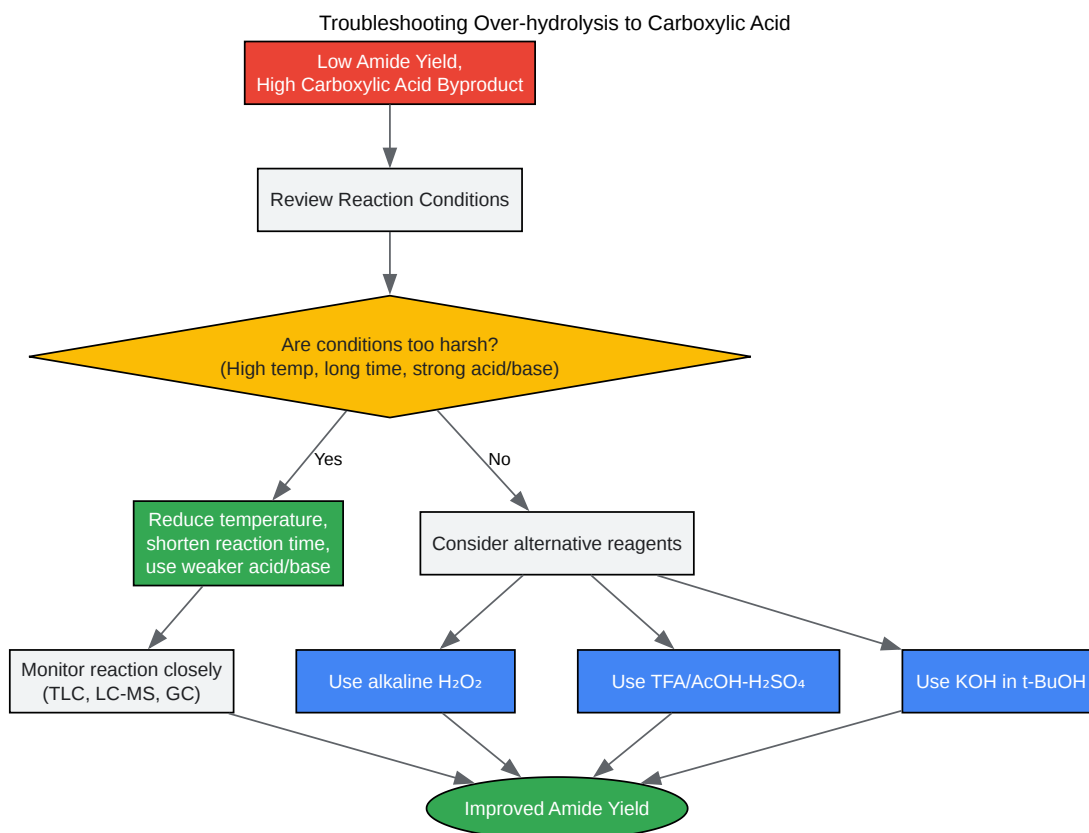 Troubleshooting Over-hydrolysis to Carboxylic Acid
Low Amide Yield,
High Carboxylic Acid Byproduct
Review Reaction Conditions
Are conditions too harsh?
(High temp, long time, strong acid/base)
Yes
No
Reduce temperature,
shorten reaction time,
use weaker acid/base
Consider alternative reagents
Monitor reaction closely
(TLC, LC-MS, GC)
Use alkaline H₂O₂
Use TFA/AcOH-H₂SO₄
Use KOH in t-BuOH
Improved Amide Yield